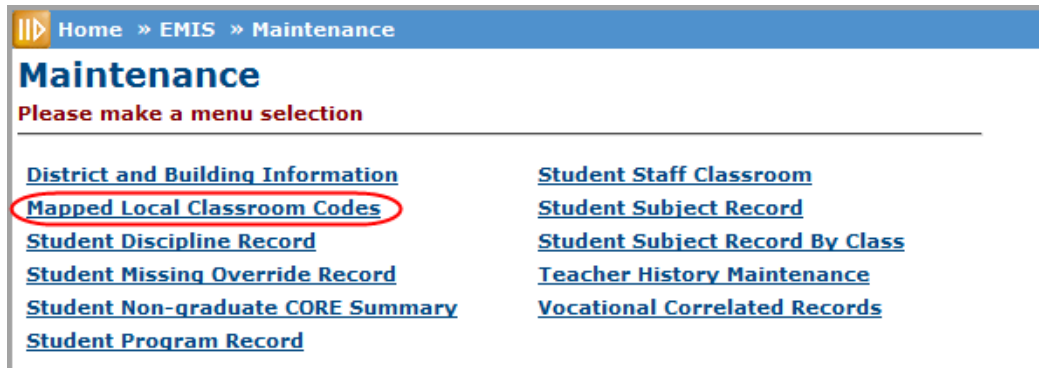 Home » EMIS » Maintenance
Maintenance
Please make a menu selection
District and Building Information
Mapped Local Classroom Codes
Student Discipline Record
Student Missing Override Record
Student Non-graduate CORE Summary
Student Program Record
Student Staff Classroom
Student Subject Record
Student Subject Record By Class
Teacher History Maintenance
Vocational Correlated Records